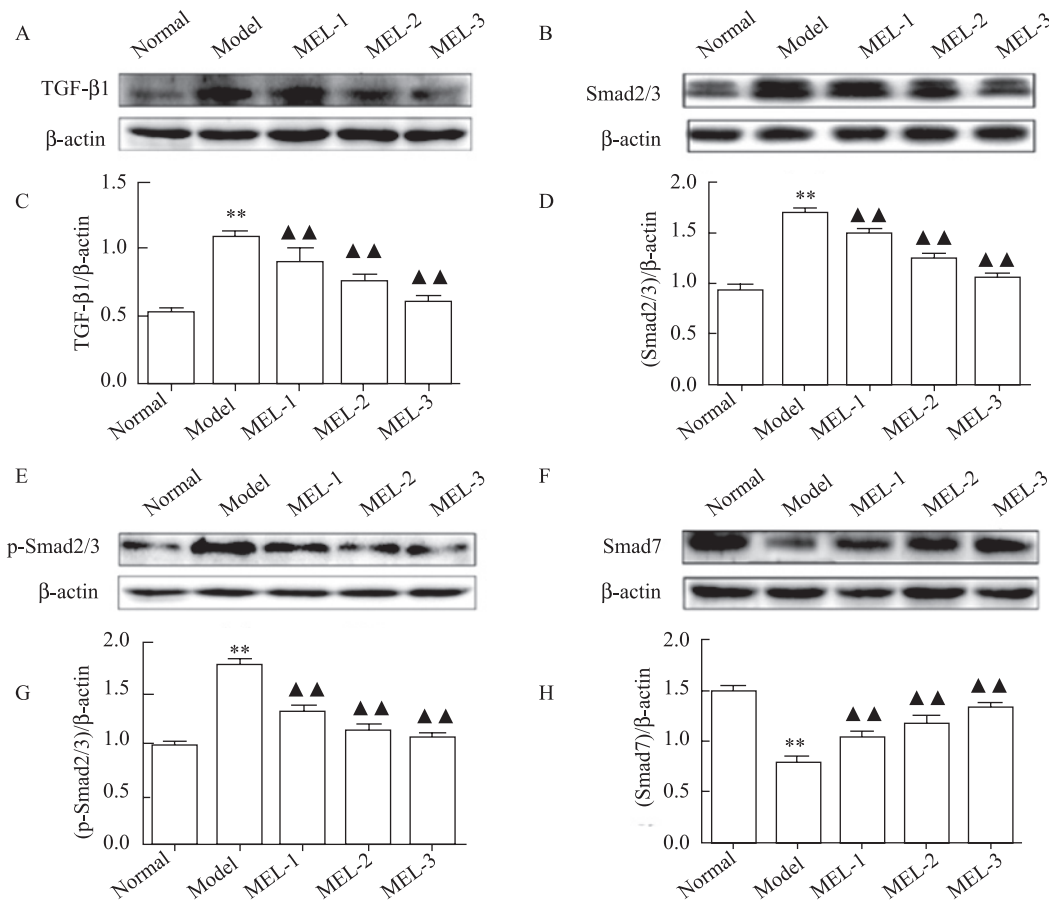 A
Normal Model MEL-1 MEL-2 MEL-3
TGF-β1
β-actin
B
Normal Model MEL-1 MEL-2 MEL-3
Smad2/3
β-actin
C
TGF-β1/β-actin
1.5
1.0
0.5
0.0
** ▲▲ ▲▲ ▲▲
Normal Model MEL-1 MEL-2 MEL-3
D
(Smad2/3)/β-actin
2.0
1.5
1.0
0.5
0.0
** ▲▲ ▲▲ ▲▲
Normal Model MEL-1 MEL-2 MEL-3
E
Normal Model MEL-1 MEL-2 MEL-3
p-Smad2/3
β-actin
F
Normal Model MEL-1 MEL-2 MEL-3
Smad7
β-actin
G
(p-Smad2/3)/β-actin
2.0
1.5
1.0
0.5
0.0
** ▲▲ ▲▲ ▲▲
Normal Model MEL-1 MEL-2 MEL-3
H
(Smad7)/β-actin
2.0
1.5
1.0
0.5
0.0
** ▲▲ ▲▲ ▲▲
Normal Model MEL-1 MEL-2 MEL-3